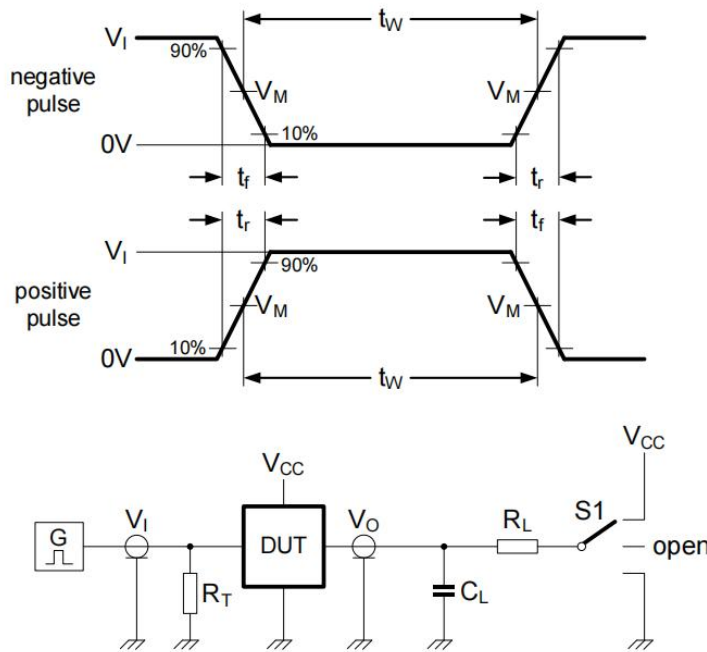 V_I
90%
t_W
negative
pulse
V_M
V_M
0V
10%
t_f
t_r
t_r
t_f
V_I
90%
positive
pulse
V_M
V_M
0V
10%
t_W
V_CC
V_CC
G
V_I
DUT
V_O
R_L
S1
open
R_T
C_L